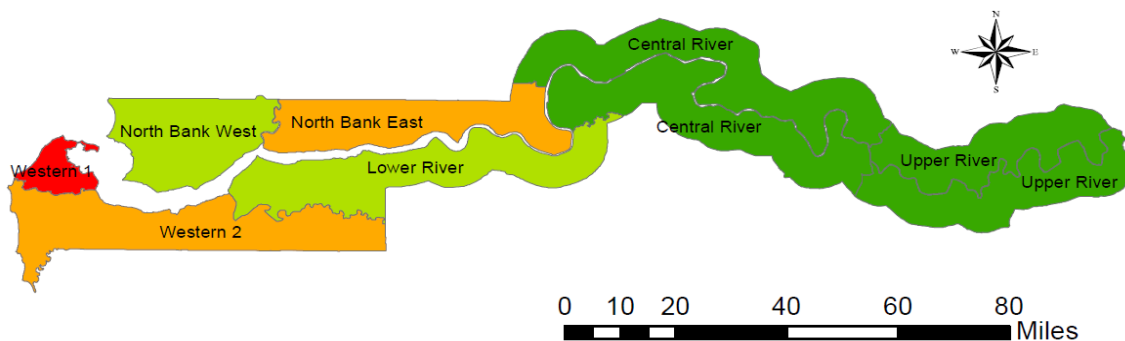 N
W E
S
Central River
North Bank West
North Bank East
Central River
Western 1
Lower River
Upper River
Upper River
Western 2
0 10 20 40 60 80
Miles